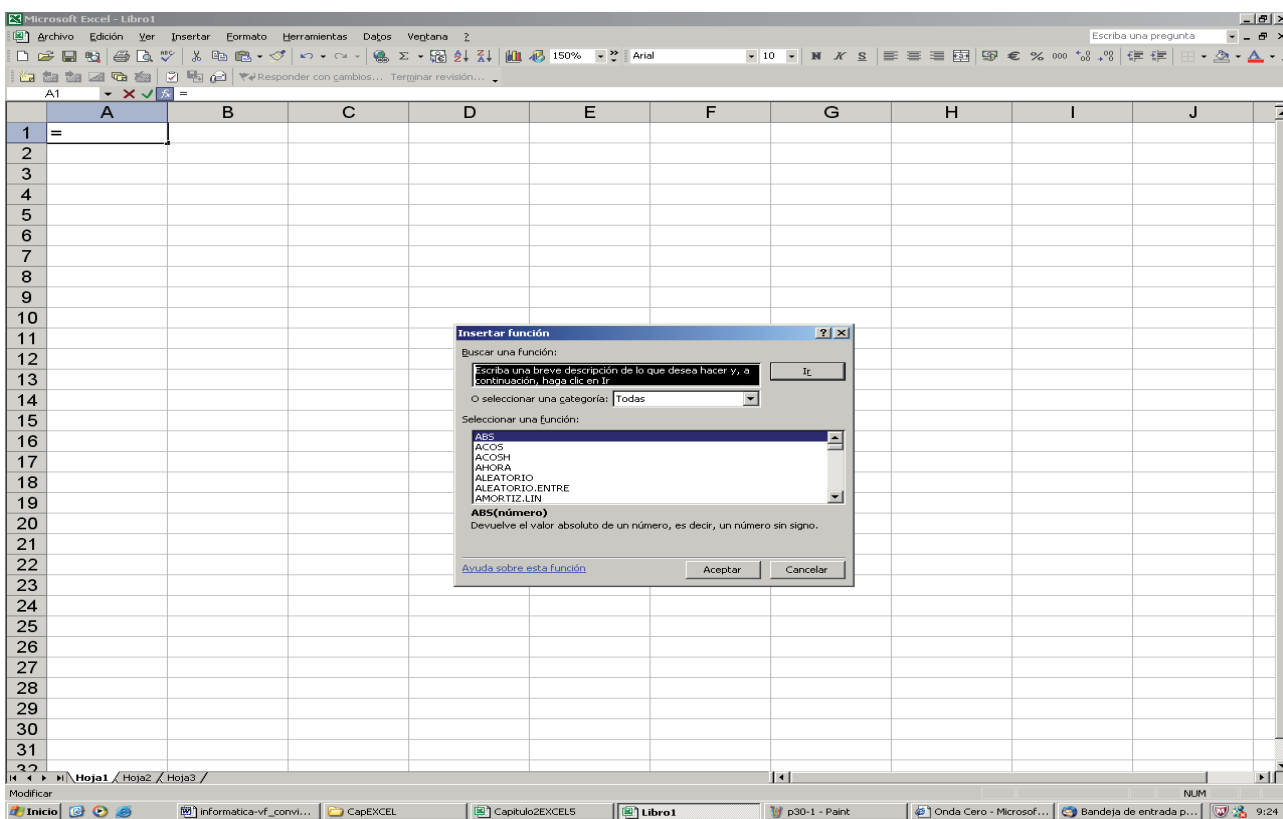 Microsoft Excel - Libro1
Archivo Edición Ver Insertar Formato Herramientas Datos Ventana ? Escriba una pregunta
150% Arial 10 N K S € % 000
Responder con cambios... Terminar revisión...
A1 =
A B C D E F G H I J
1 =
2
3
4
5
6
7
8
9
10
11
12
13
14
15
16
17
18
19
20
21
22
23
24
25
26
27
28
29
30
31
32
Insertar función
Buscar una función:
Escriba una breve descripción de lo que desea hacer y, a
continuación, haga clic en Ir
Ir
O seleccionar una categoría: Todas
Seleccionar una función:
ABS
ACOS
ACOSH
AHORA
ALEATORIO
ALEATORIO.ENTRE
AMORTIZ.LIN
ABS(número)
Devuelve el valor absoluto de un número, es decir, un número sin signo.
Ayuda sobre esta función Aceptar Cancelar
Hoja1 Hoja2 Hoja3
Modificar NUM
Inicio informatica-vf_convi... CapEXCEL Capitulo2EXCEL5 Libro1 p30-1 - Paint Onda Cero - Microsof... Bandeja de entrada p... 9:24